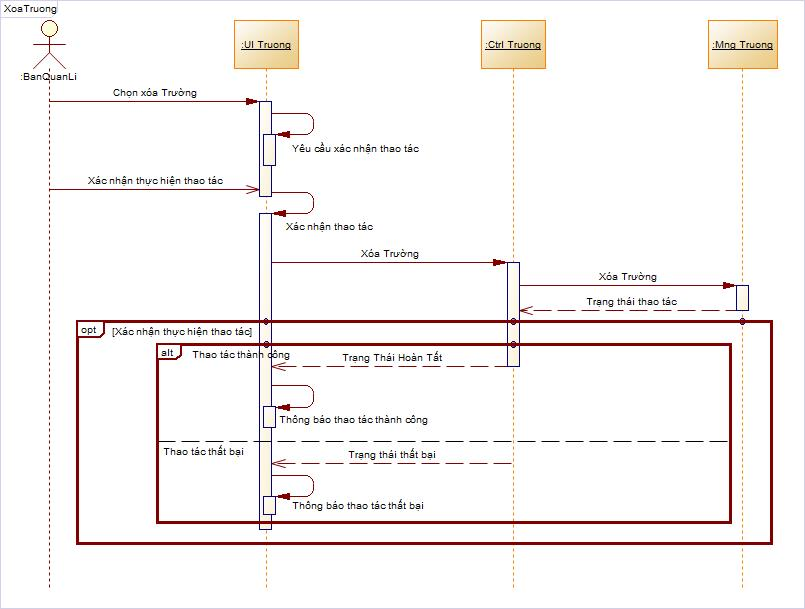 XoaTruong
:BanQuanLi
:UI Truong
:Ctrl Truong
:Mng Truong
Chọn xóa Trường
Yêu cầu xác nhận thao tác
Xác nhận thực hiện thao tác
Xác nhận thao tác
Xóa Trường
Xóa Trường
Trạng thái thao tác
opt
[Xác nhận thực hiện thao tác]
alt
Thao tác thành công
Trạng Thái Hoàn Tất
Thông báo thao tác thành công
Thao tác thất bại
Trạng thái thất bại
Thông báo thao tác thất bại